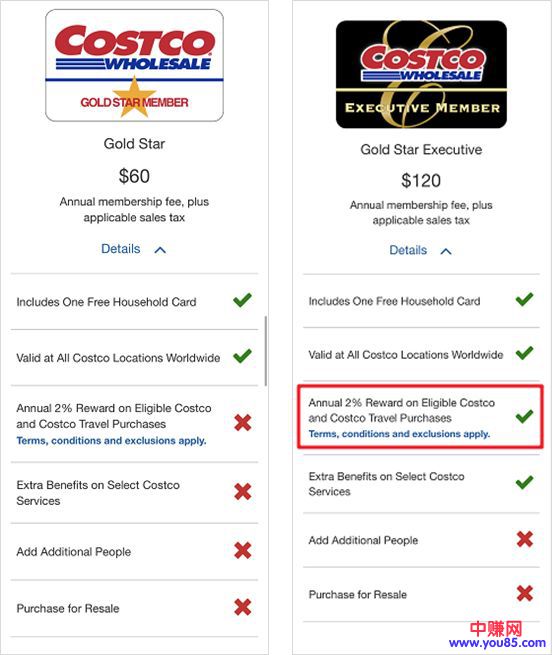 COSTCO
WHOLESALE
GOLD STAR MEMBER
Gold Star
$60
Annual membership fee, plus
applicable sales tax
Details
Includes One Free Household Card
Valid at All Costco Locations Worldwide
Annual 2% Reward on Eligible Costco
and Costco Travel Purchases
Terms, conditions and exclusions apply.
Extra Benefits on Select Costco
Services
Add Additional People
Purchase for Resale
COSTCO
WHOLESALE
EXECUTIVE MEMBER
Gold Star Executive
$120
Annual membership fee, plus
applicable sales tax
Details
Includes One Free Household Card
Valid at All Costco Locations Worldwide
Annual 2% Reward on Eligible Costco
and Costco Travel Purchases
Terms, conditions and exclusions apply.
Extra Benefits on Select Costco
Services
Add Additional People
Purchase for Resale
中赚网
www.you85.com